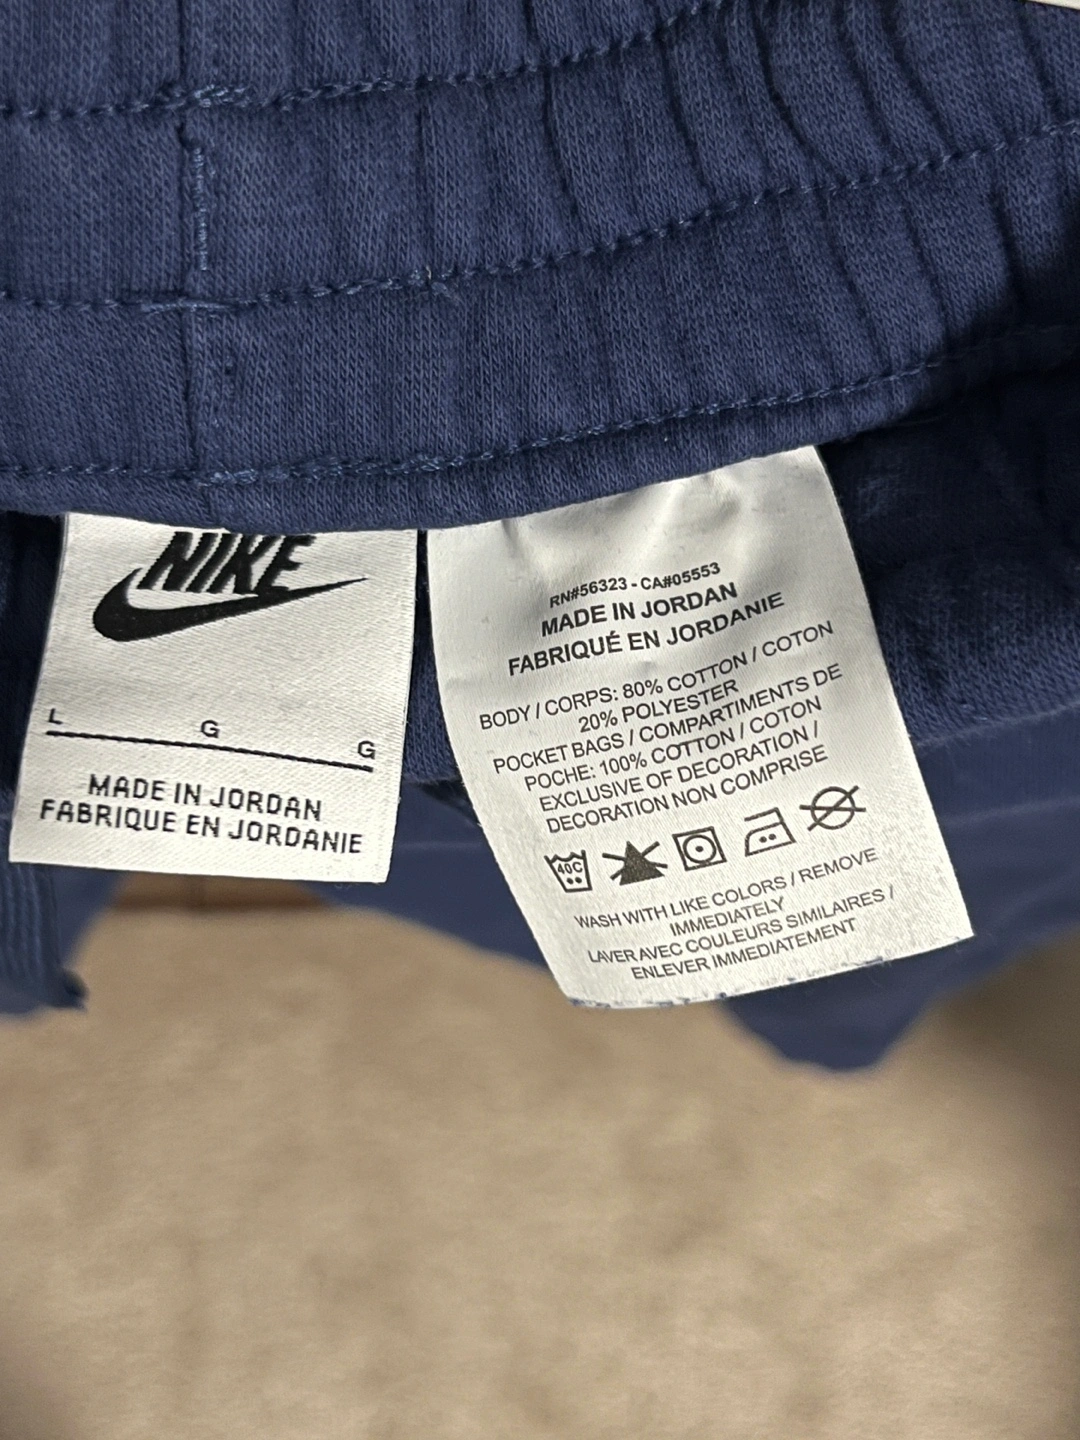 NIKE
L G G
MADE IN JORDAN
FABRIQUE EN JORDANIE
RN#56323 - CA#05553
MADE IN JORDAN
FABRIQUÉ EN JORDANIE
BODY / CORPS: 80% COTTON / COTON
20% POLYESTER
POCKET BAGS / COMPARTIMENTS DE
POCHE: 100% COTTON / COTON
EXCLUSIVE OF DECORATION /
DECORATION NON COMPRISE
40C
WASH WITH LIKE COLORS / REMOVE
IMMEDIATELY
LAVER AVEC COULEURS SIMILAIRES /
ENLEVER IMMEDIATEMENT